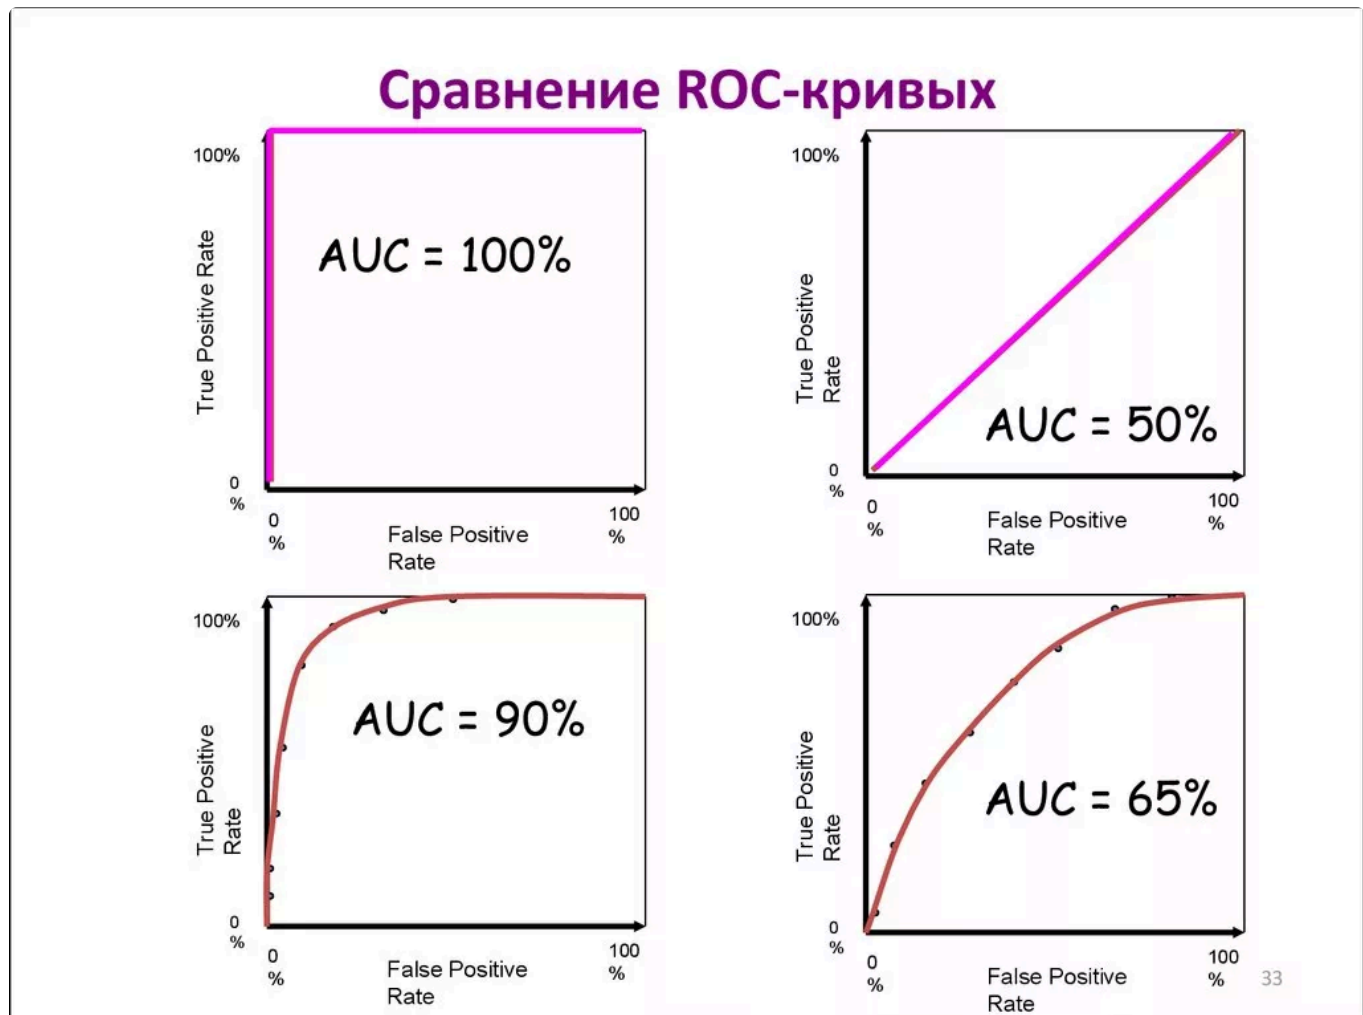 Сравнение ROC-кривых
100%
True Positive Rate
AUC = 100%
0
%
0
%
False Positive
Rate
100
%
100%
True Positive
Rate
AUC = 50%
0
%
0
%
False Positive
Rate
100
%
100%
True Positive
Rate
AUC = 90%
0
%
0
%
False Positive
Rate
100
%
100%
True Positive
Rate
AUC = 65%
0
%
0
%
False Positive
Rate
100
%
33